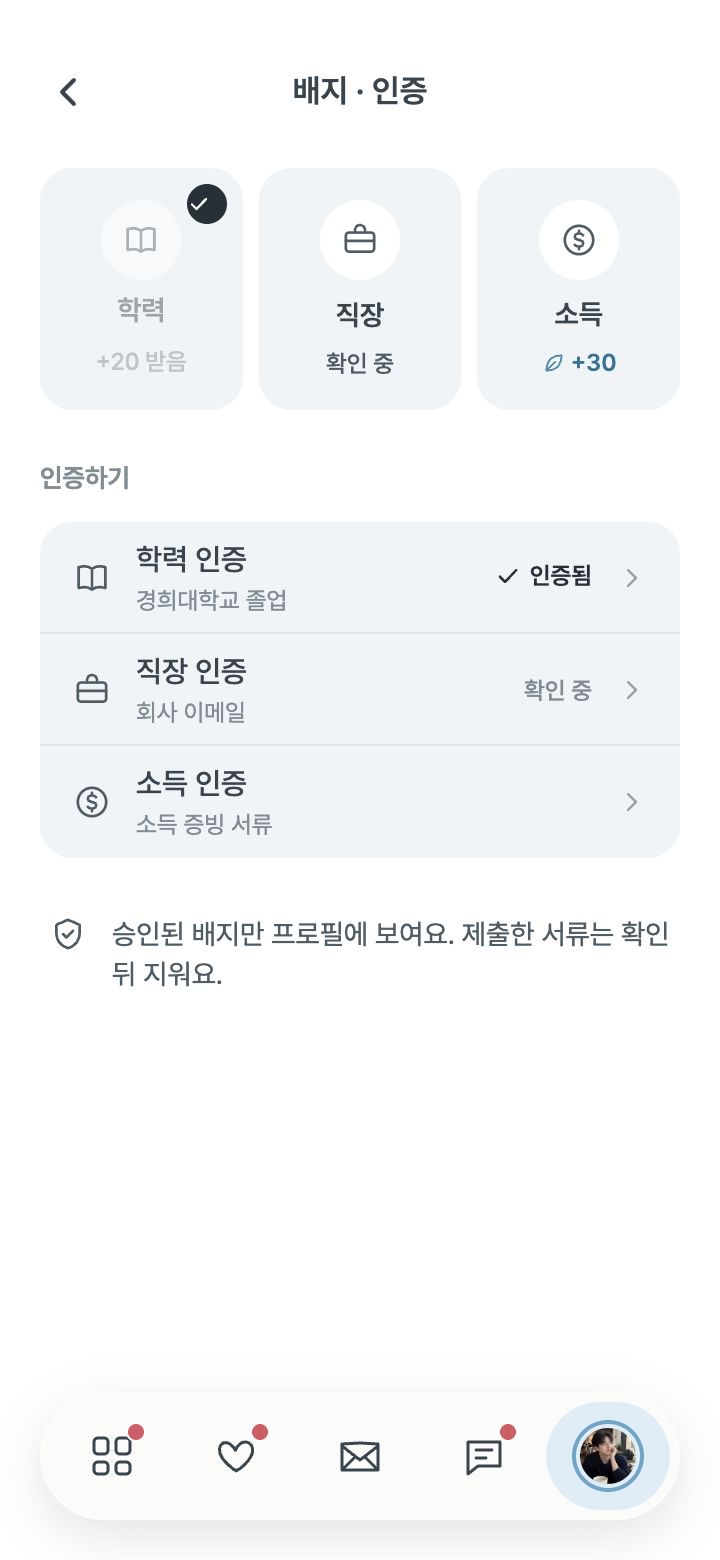 배지 · 인증
학력
+20 받음
직장
확인 중
소득
+30
인증하기
학력 인증
경희대학교 졸업
인증됨
직장 인증
회사 이메일
확인 중
소득 인증
소득 증빙 서류
승인된 배지만 프로필에 보여요. 제출한 서류는 확인
뒤 지워요.